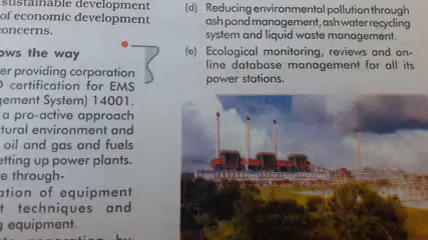 sustainable development
of economic development
concerns.
ows the way
er providing corporation
certification for EMS
gement System) 14001.
a pro-active approach
tural environment and
oil and gas and fuels
etting up power plants.
e through-
ation of equipment
t techniques and
g equipment.
(d) Reducing environmental pollution through
ash pond management, ash water recycling
system and liquid waste management.
(e) Ecological monitoring, reviews and on-
line database management for all its
power stations.